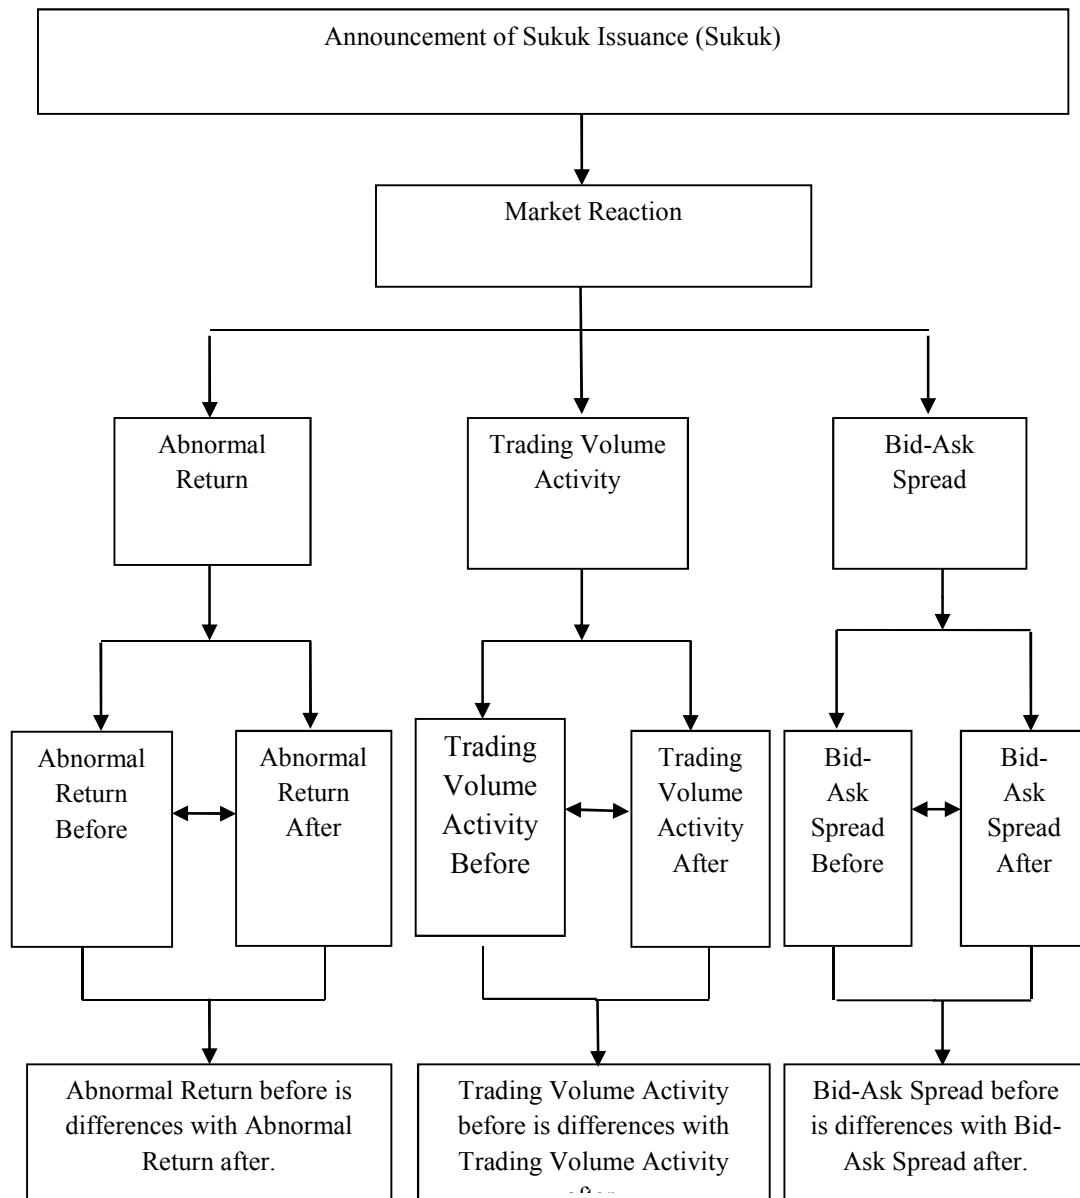 Announcement of Sukuk Issuance (Sukuk)
Market Reaction
Abnormal
Return
Trading Volume
Activity
Bid-Ask
Spread
Abnormal
Return
Before
Abnormal
Return
After
Trading
Volume
Activity
Before
Trading
Volume
Activity
After
Bid-
Ask
Spread
Before
Bid-
Ask
Spread
After
Abnormal Return before is
differences with Abnormal
Return after.
Trading Volume Activity
before is differences with
Trading Volume Activity
Bid-Ask Spread before
is differences with Bid-
Ask Spread after.